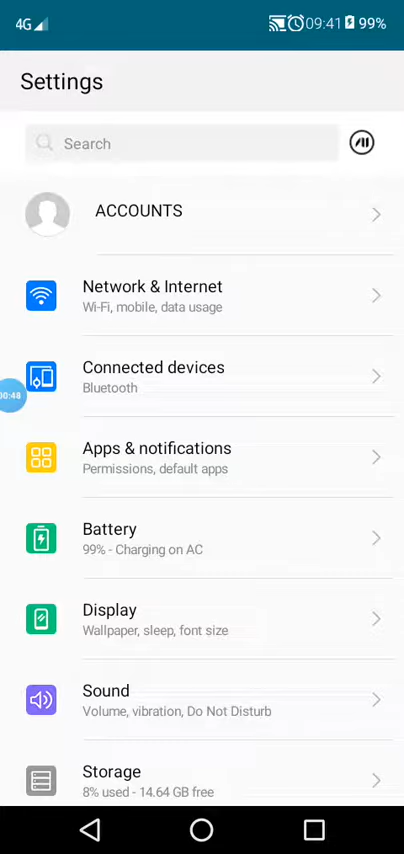 4G 09:41 99%
Settings
Search
ACCOUNTS
Network & Internet
Wi-Fi, mobile, data usage
Connected devices
Bluetooth
00:48
Apps & notifications
Permissions, default apps
Battery
99% - Charging on AC
Display
Wallpaper, sleep, font size
Sound
Volume, vibration, Do Not Disturb
Storage
8% used - 14.64 GB free